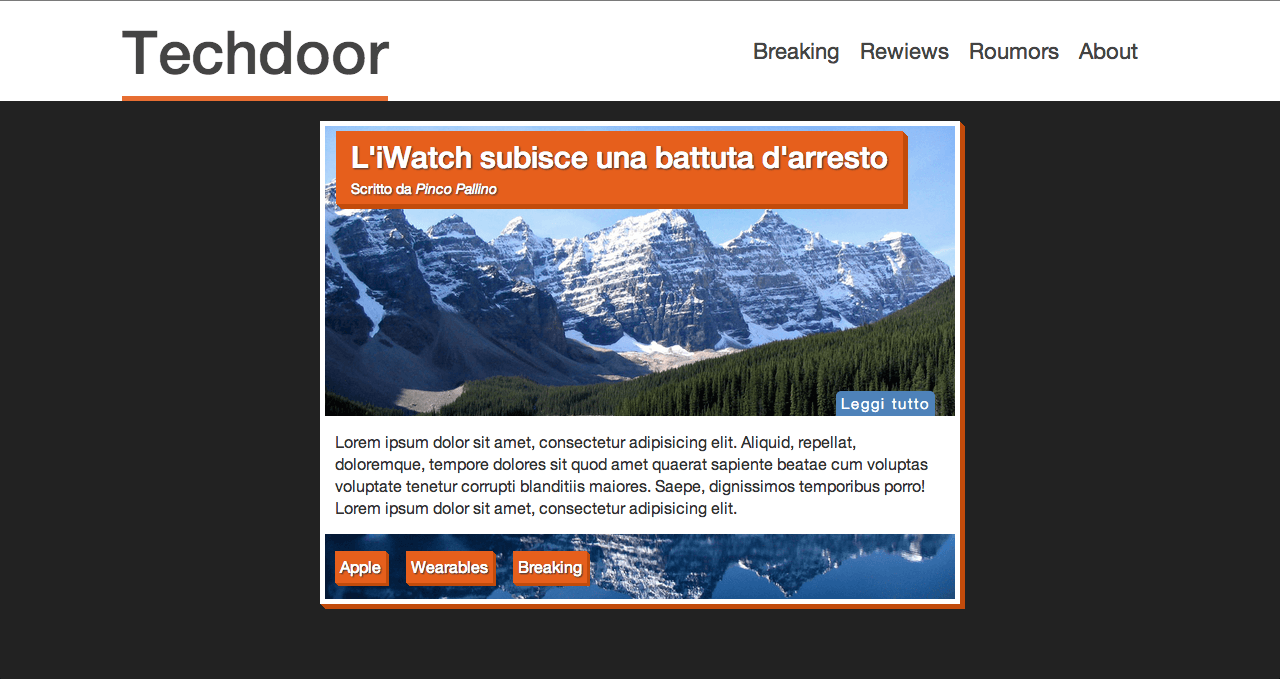 Techdoor
Breaking Rewiews Roumors About
L'iWatch subisce una battuta d'arresto
Scritto da Pinco Pallino
Leggi tutto
Lorem ipsum dolor sit amet, consectetur adipisicing elit. Aliquid, repellat,
doloremque, tempore dolores sit quod amet quaerat sapiente beatae cum voluptas
voluptate tenetur corrupti blanditiis maiores. Saepe, dignissimos temporibus porro!
Lorem ipsum dolor sit amet, consectetur adipisicing elit.
Apple Wearables Breaking